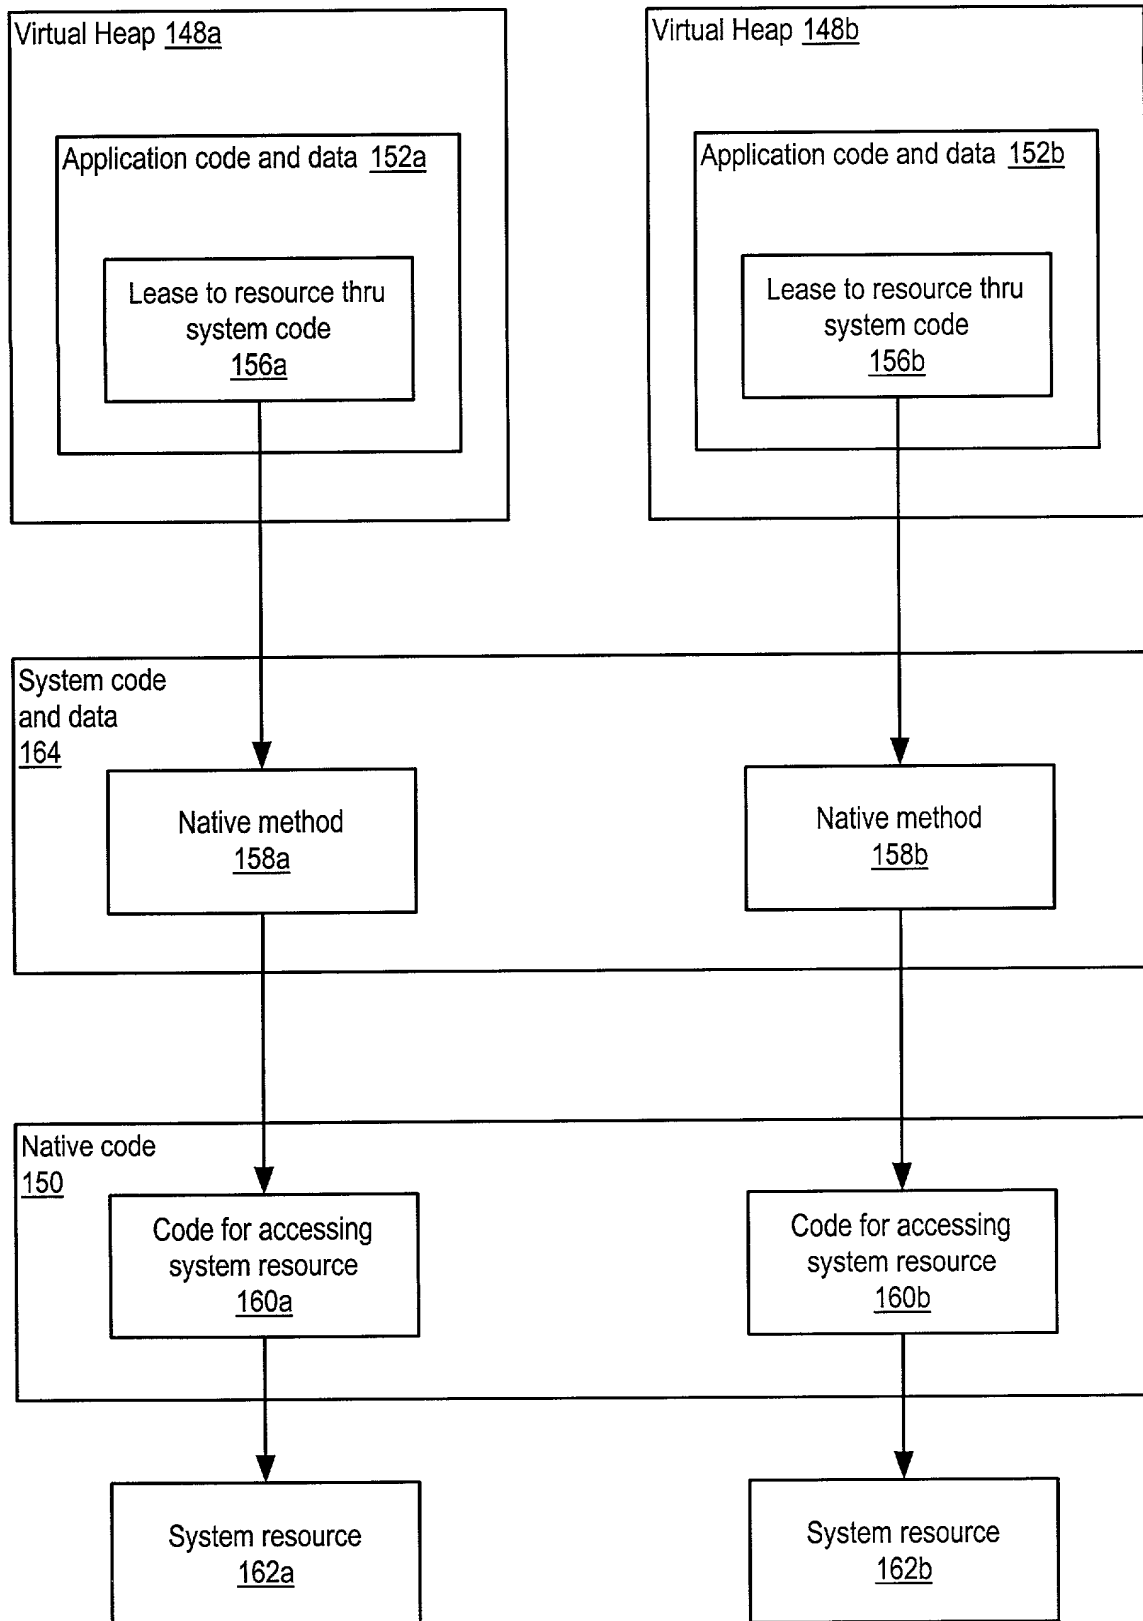 Virtual Heap 148a
Application code and data 152a
Lease to resource thru
system code
156a
Virtual Heap 148b
Application code and data 152b
Lease to resource thru
system code
156b
System code
and data
164
Native method
158a
Native method
158b
Native code
150
Code for accessing
system resource
160a
Code for accessing
system resource
160b
System resource
162a
System resource
162b